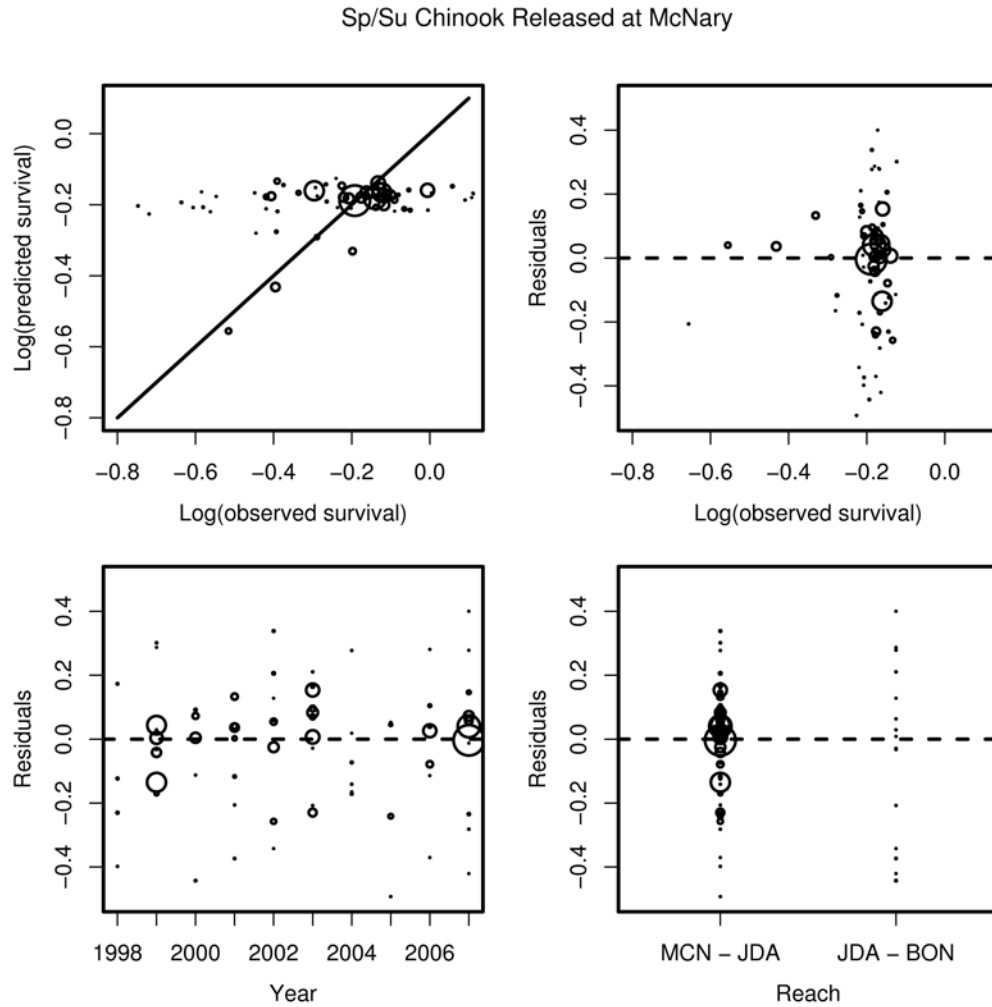 Sp/Su Chinook Released at McNary
Log(predicted survival)
0.0
−0.2
−0.4
−0.6
−0.8
−0.8 −0.6 −0.4 −0.2 0.0
Log(observed survival)
Residuals
0.4
0.2
0.0
−0.2
−0.4
−0.8 −0.6 −0.4 −0.2 0.0
Log(observed survival)
Residuals
0.4
0.2
0.0
−0.2
−0.4
1998 2000 2002 2004 2006
Year
Residuals
0.4
0.2
0.0
−0.2
−0.4
MCN − JDA JDA − BON
Reach